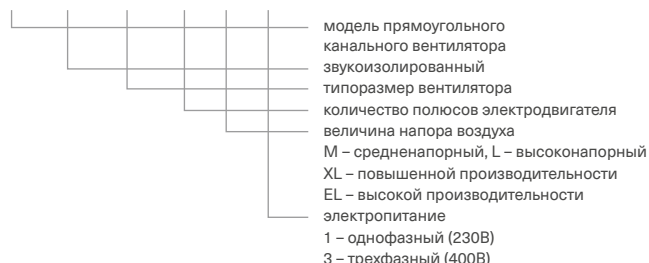 модель прямоугольного
канального вентилятора
звукоизолированный
типоразмер вентилятора
количество полюсов электродвигателя
величина напора воздуха
M – средненапорный, L – высоконапорный
XL – повышенной производительности
EL – высокой производительности
электропитание
1 – однофазный (230В)
3 – трехфазный (400В)